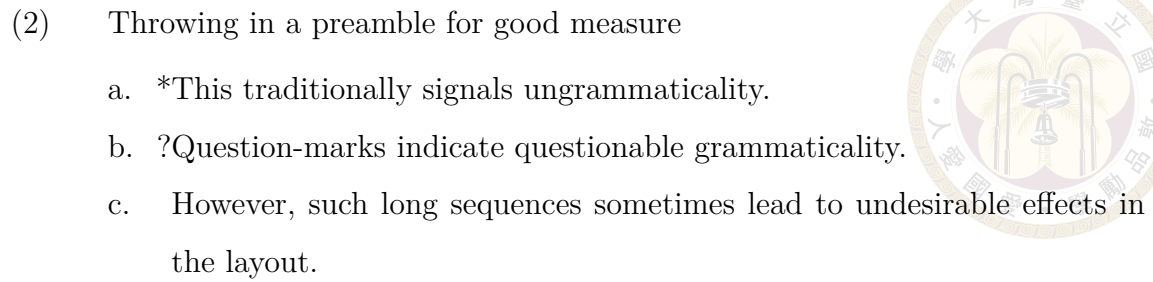 (2) Throwing in a preamble for good measure
a. *This traditionally signals ungrammaticality.
b. ?Question-marks indicate questionable grammaticality.
c. However, such long sequences sometimes lead to undesirable effects in
the layout.